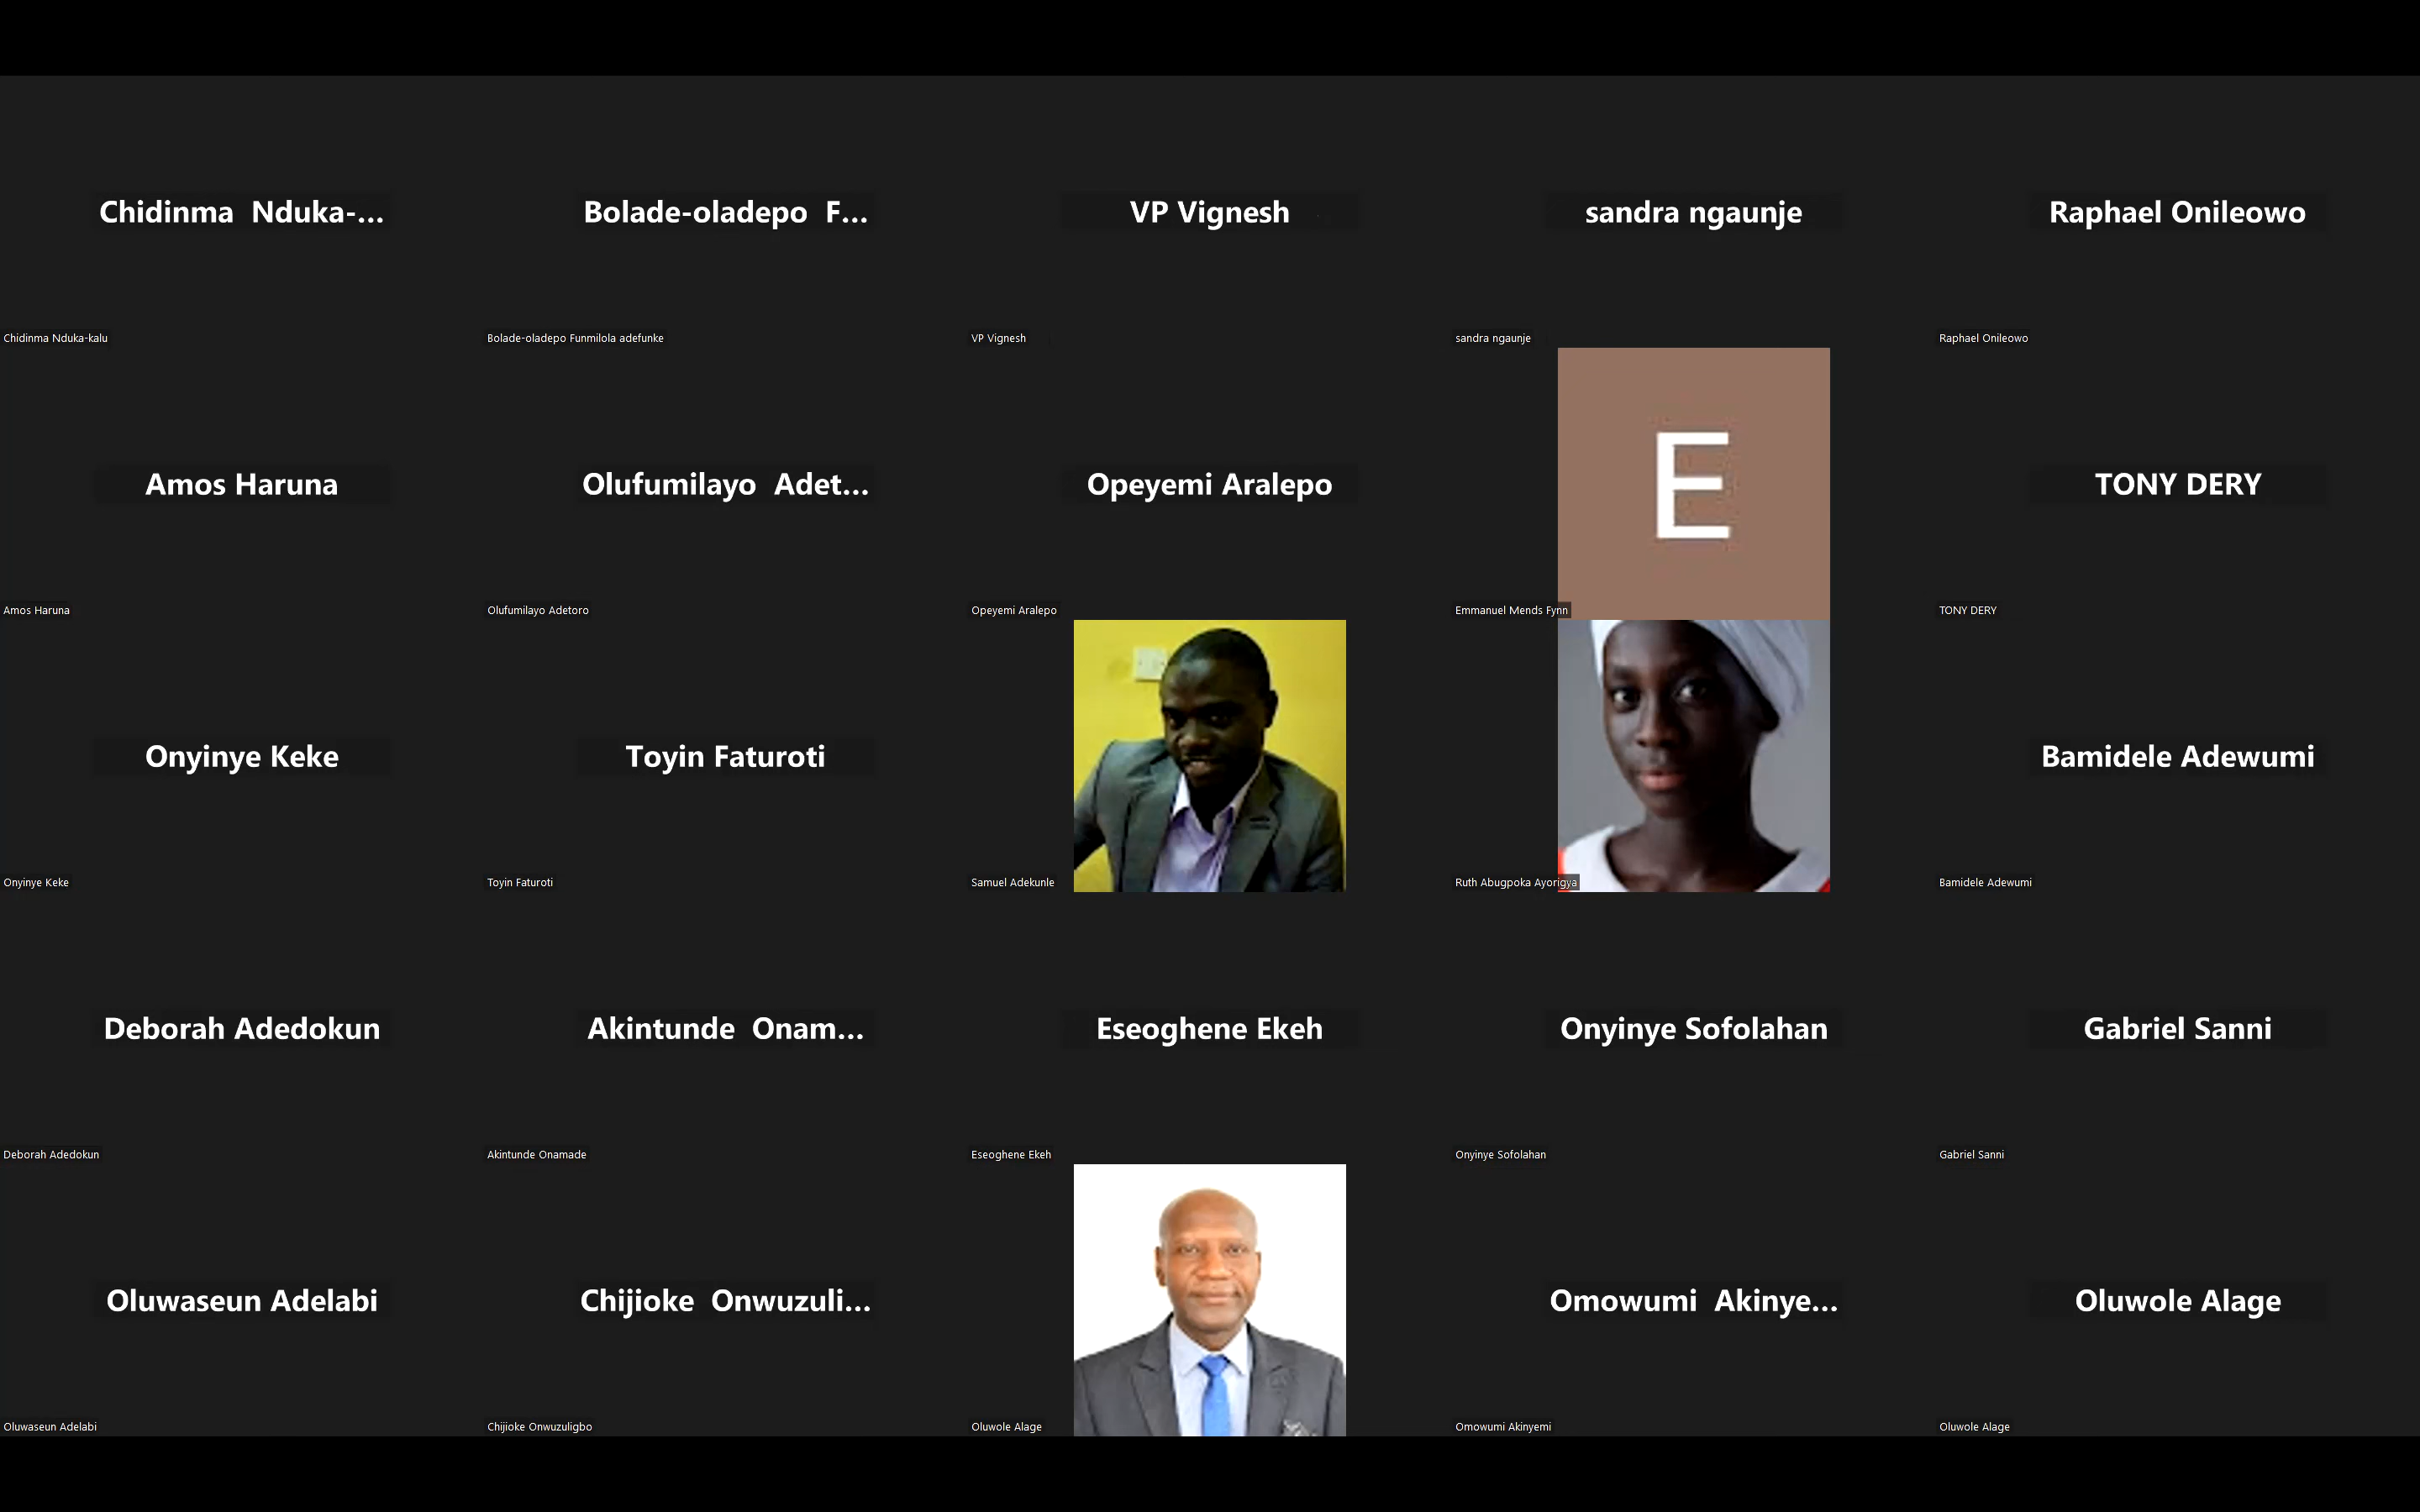 Chidinma Nduka-...
Bolade-oladepo F...
VP Vignesh
sandra ngaunje
Raphael Onileowo
Chidinma Nduka-kalu
Bolade-oladepo Funmilola adefunke
VP Vignesh
sandra ngaunje
Raphael Onileowo
Amos Haruna
Olufumilayo Adet...
Opeyemi Aralepo
E
TONY DERY
Amos Haruna
Olufumilayo Adetoro
Opeyemi Aralepo
Emmanuel Mends Fynn
TONY DERY
Onyinye Keke
Toyin Faturoti
Bamidele Adewumi
Onyinye Keke
Toyin Faturoti
Samuel Adekunle
Ruth Abugpoka Ayorigya
Bamidele Adewumi
Deborah Adedokun
Akintunde Onam...
Eseoghene Ekeh
Onyinye Sofolahan
Gabriel Sanni
Deborah Adedokun
Akintunde Onamade
Eseoghene Ekeh
Onyinye Sofolahan
Gabriel Sanni
Oluwaseun Adelabi
Chijioke Onwuzuli...
Omowumi Akinye...
Oluwole Alage
Oluwaseun Adelabi
Chijioke Onwuzuligbo
Oluwole Alage
Omowumi Akinyemi
Oluwole Alage